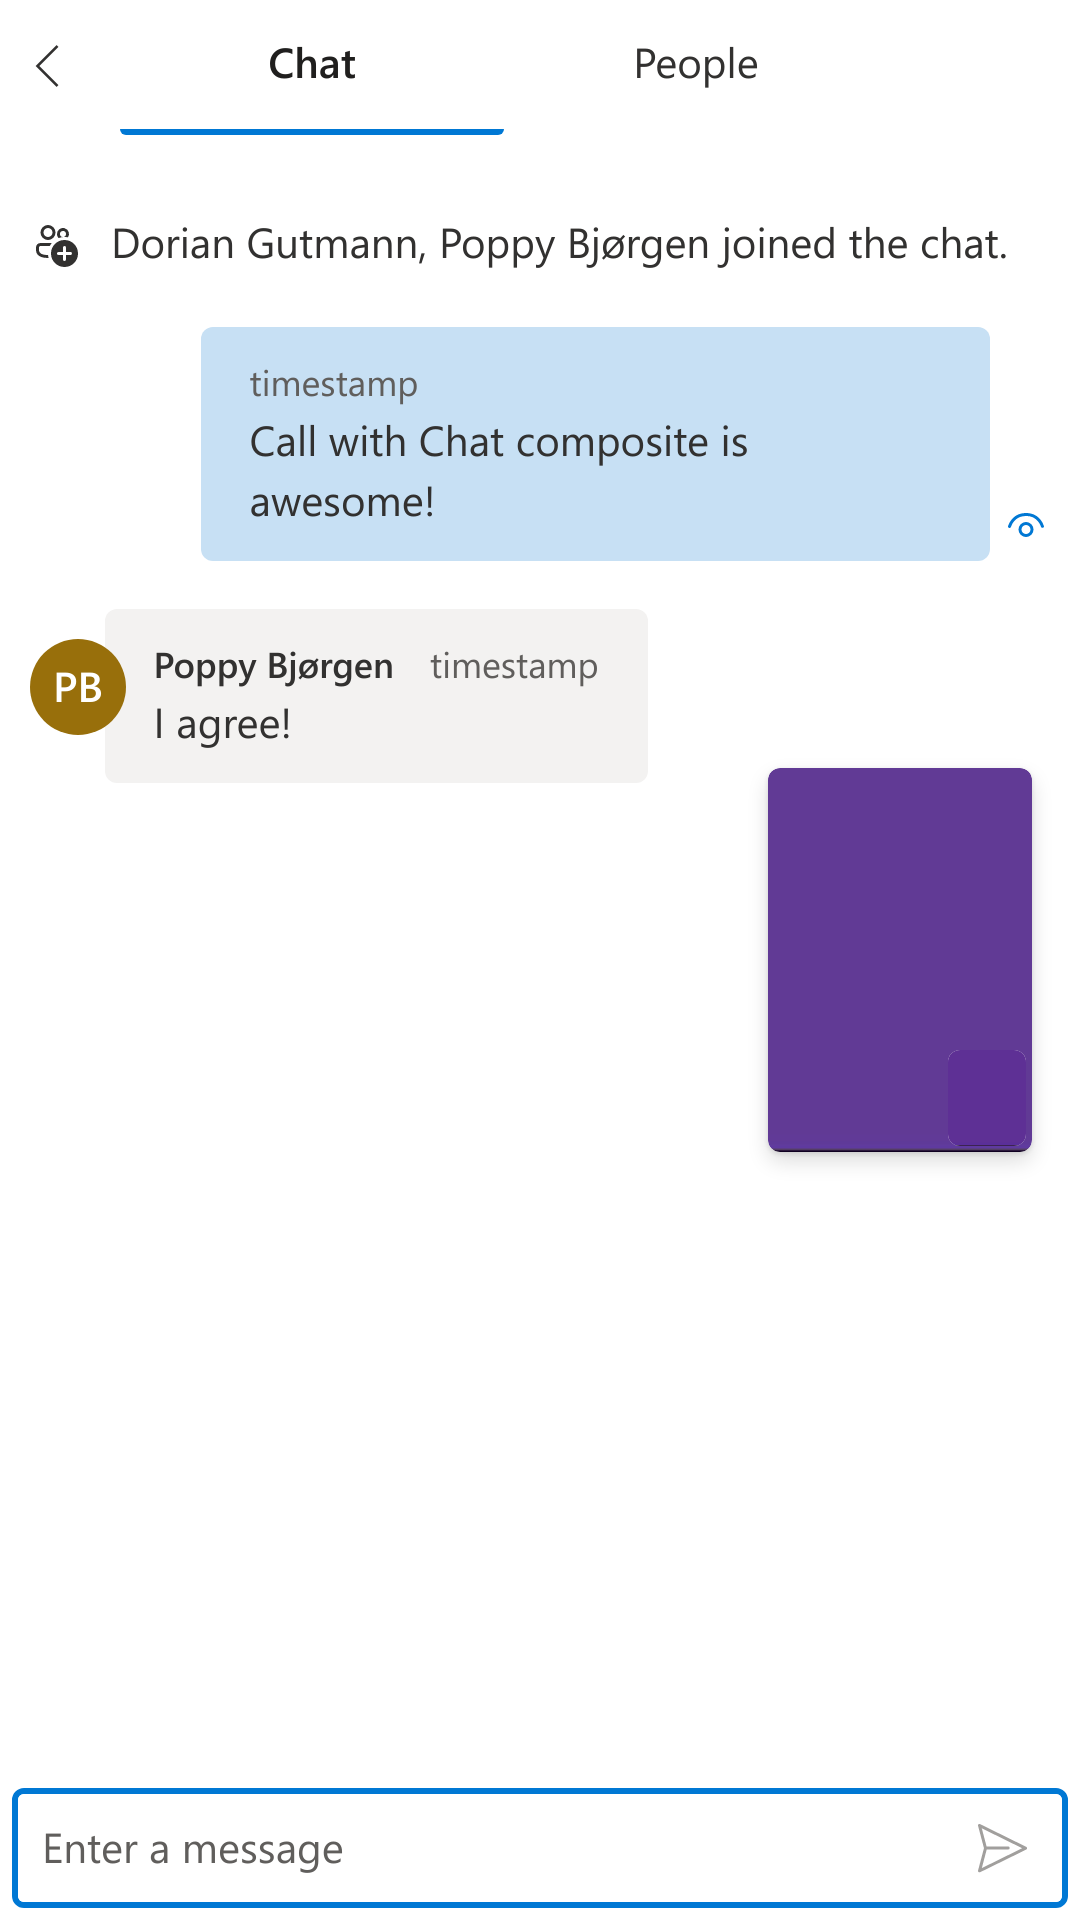 Chat People
Dorian Gutmann, Poppy Bjørgen joined the chat.
timestamp
Call with Chat composite is
awesome!
PB
Poppy Bjørgen timestamp
I agree!
Enter a message